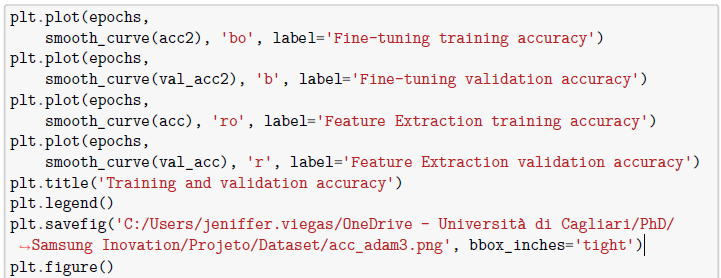 plt.plot(epochs,
    smooth_curve(acc2), 'bo', label='Fine-tuning training accuracy')
plt.plot(epochs,
    smooth_curve(val_acc2), 'b', label='Fine-tuning validation accuracy')
plt.plot(epochs,
    smooth_curve(acc), 'ro', label='Feature Extraction training accuracy')
plt.plot(epochs,
    smooth_curve(val_acc), 'r', label='Feature Extraction validation accuracy')
plt.title('Training and validation accuracy')
plt.legend()
plt.savefig('C:/Users/jeniffer.viegas/OneDrive - Università di Cagliari/PhD/
↪Samsung Inovation/Projeto/Dataset/acc_adam3.png', bbox_inches='tight')
plt.figure()